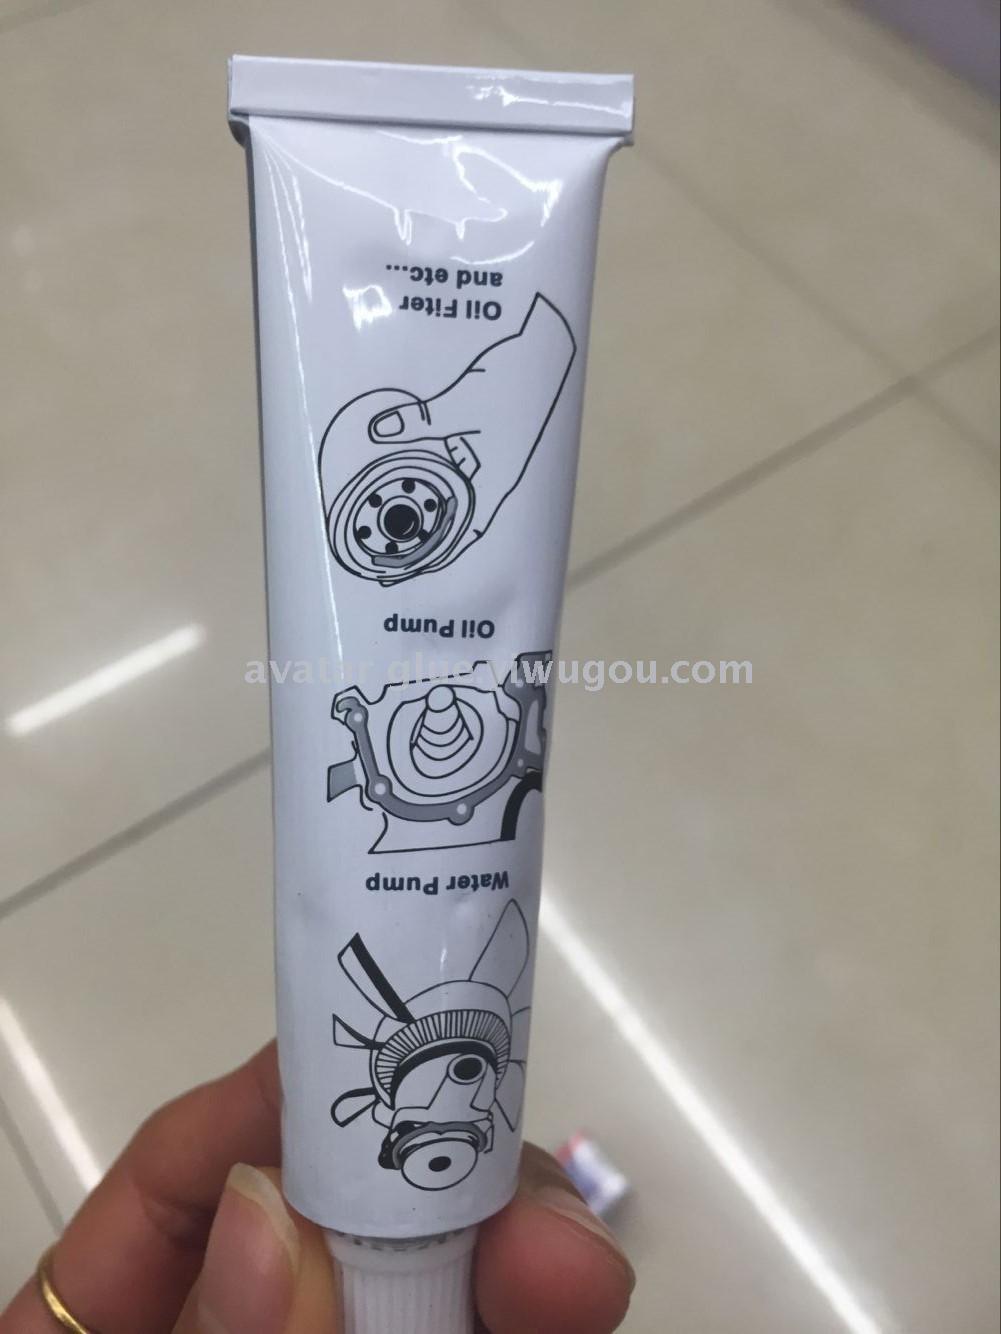 Water Pump
Oil Pump
Oil Fiter
and etc...
avatar-glue.yiwugou.com